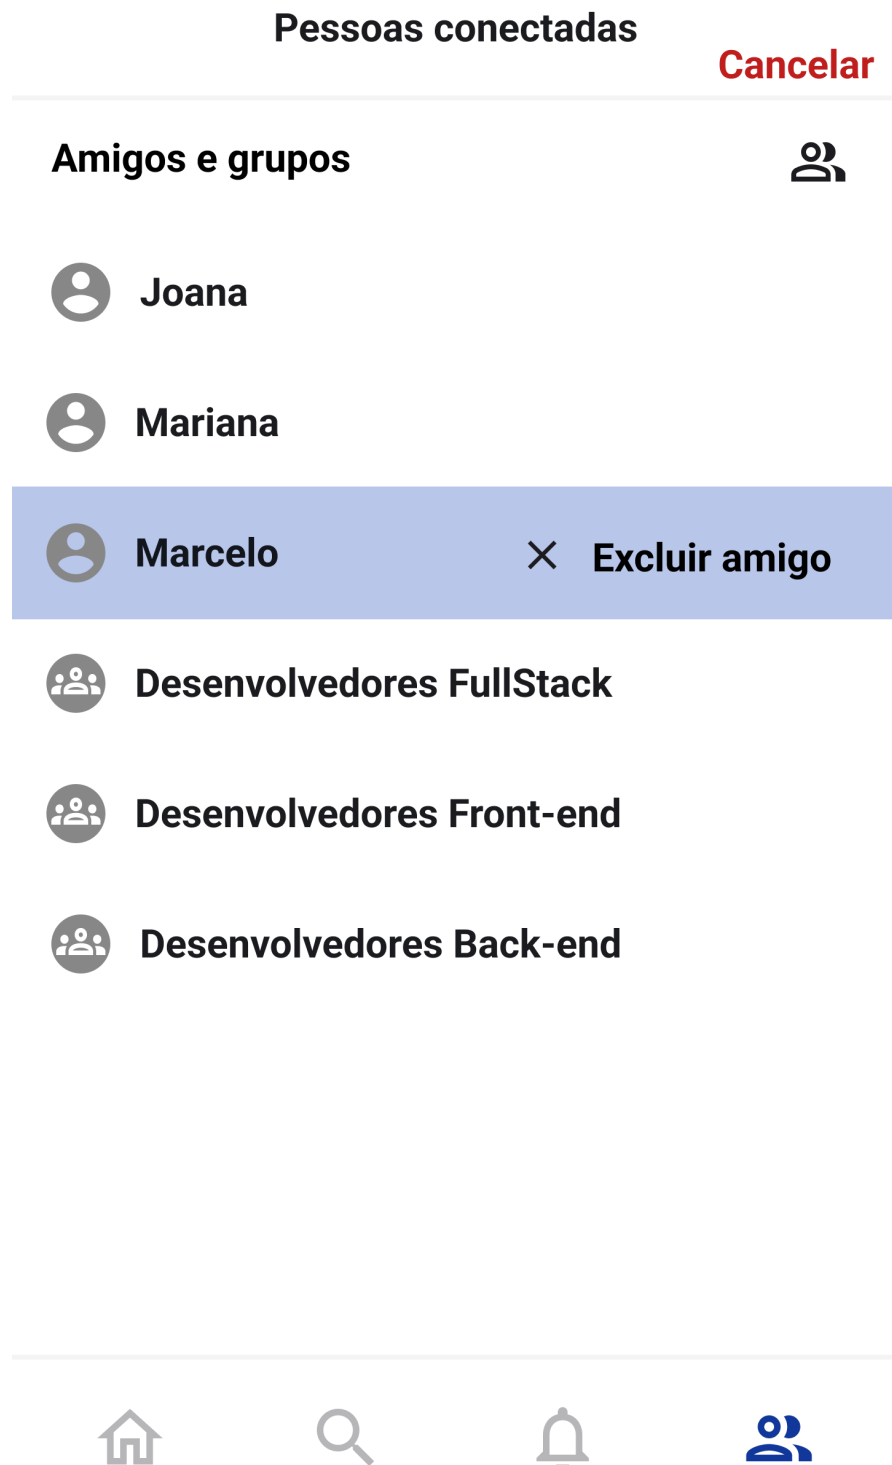 Pessoas conectadas
Cancelar
Amigos e grupos
Joana
Mariana
Marcelo
Excluir amigo
Desenvolvedores FullStack
Desenvolvedores Front-end
Desenvolvedores Back-end